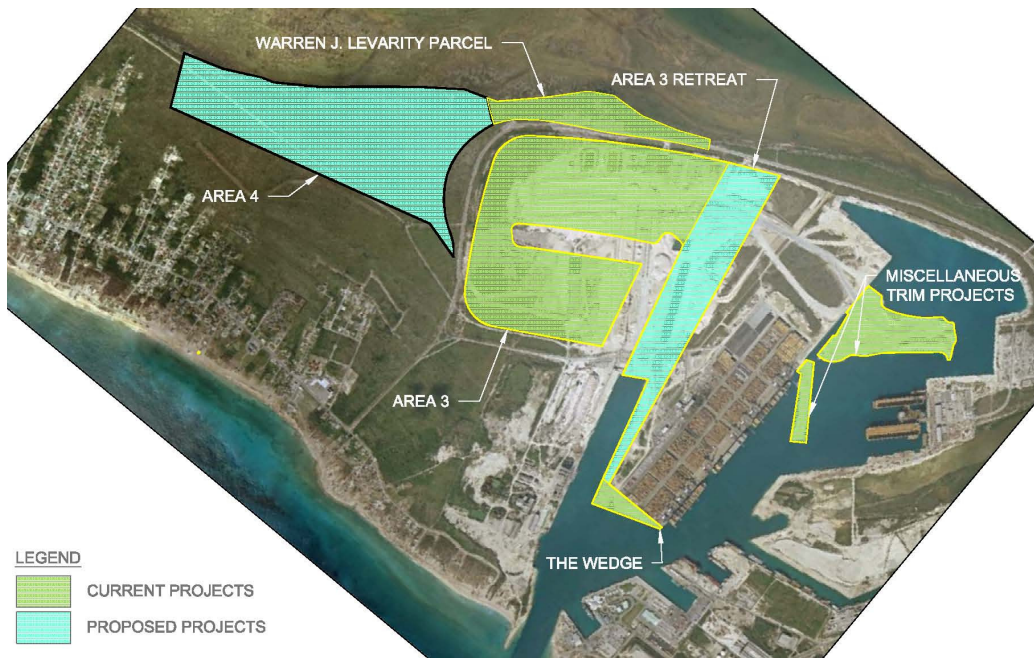 WARREN J. LEVARITY PARCEL
AREA 3 RETREAT
AREA 4
MISCELLANEOUS
TRIM PROJECTS
AREA 3
THE WEDGE
LEGEND
CURRENT PROJECTS
PROPOSED PROJECTS